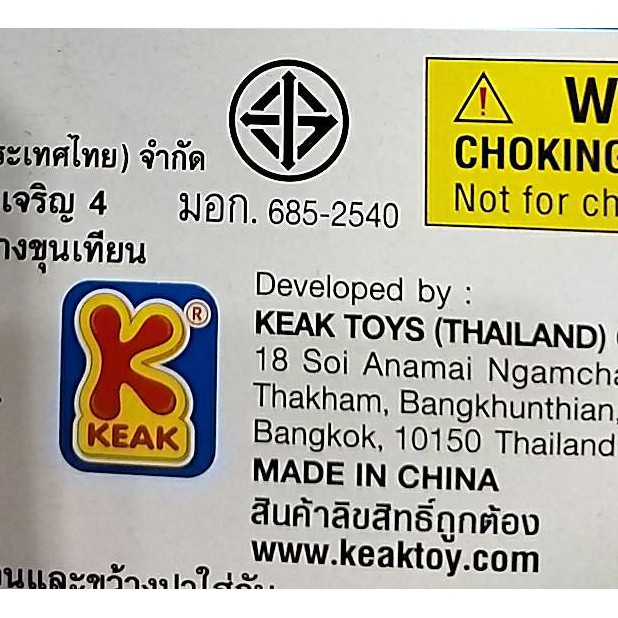 ระเทศไทย) จำกัด
เจริญ 4
างขุนเทียน
มอก. 685-2540
W
CHOKING
Not for ch
K
®
KEAK
Developed by :
KEAK TOYS (THAILAND)
18 Soi Anamai Ngamcha
Thakham, Bangkhunthian,
Bangkok, 10150 Thailand
MADE IN CHINA
สินค้าลิขสิทธิ์ถูกต้อง
www.keaktoy.com